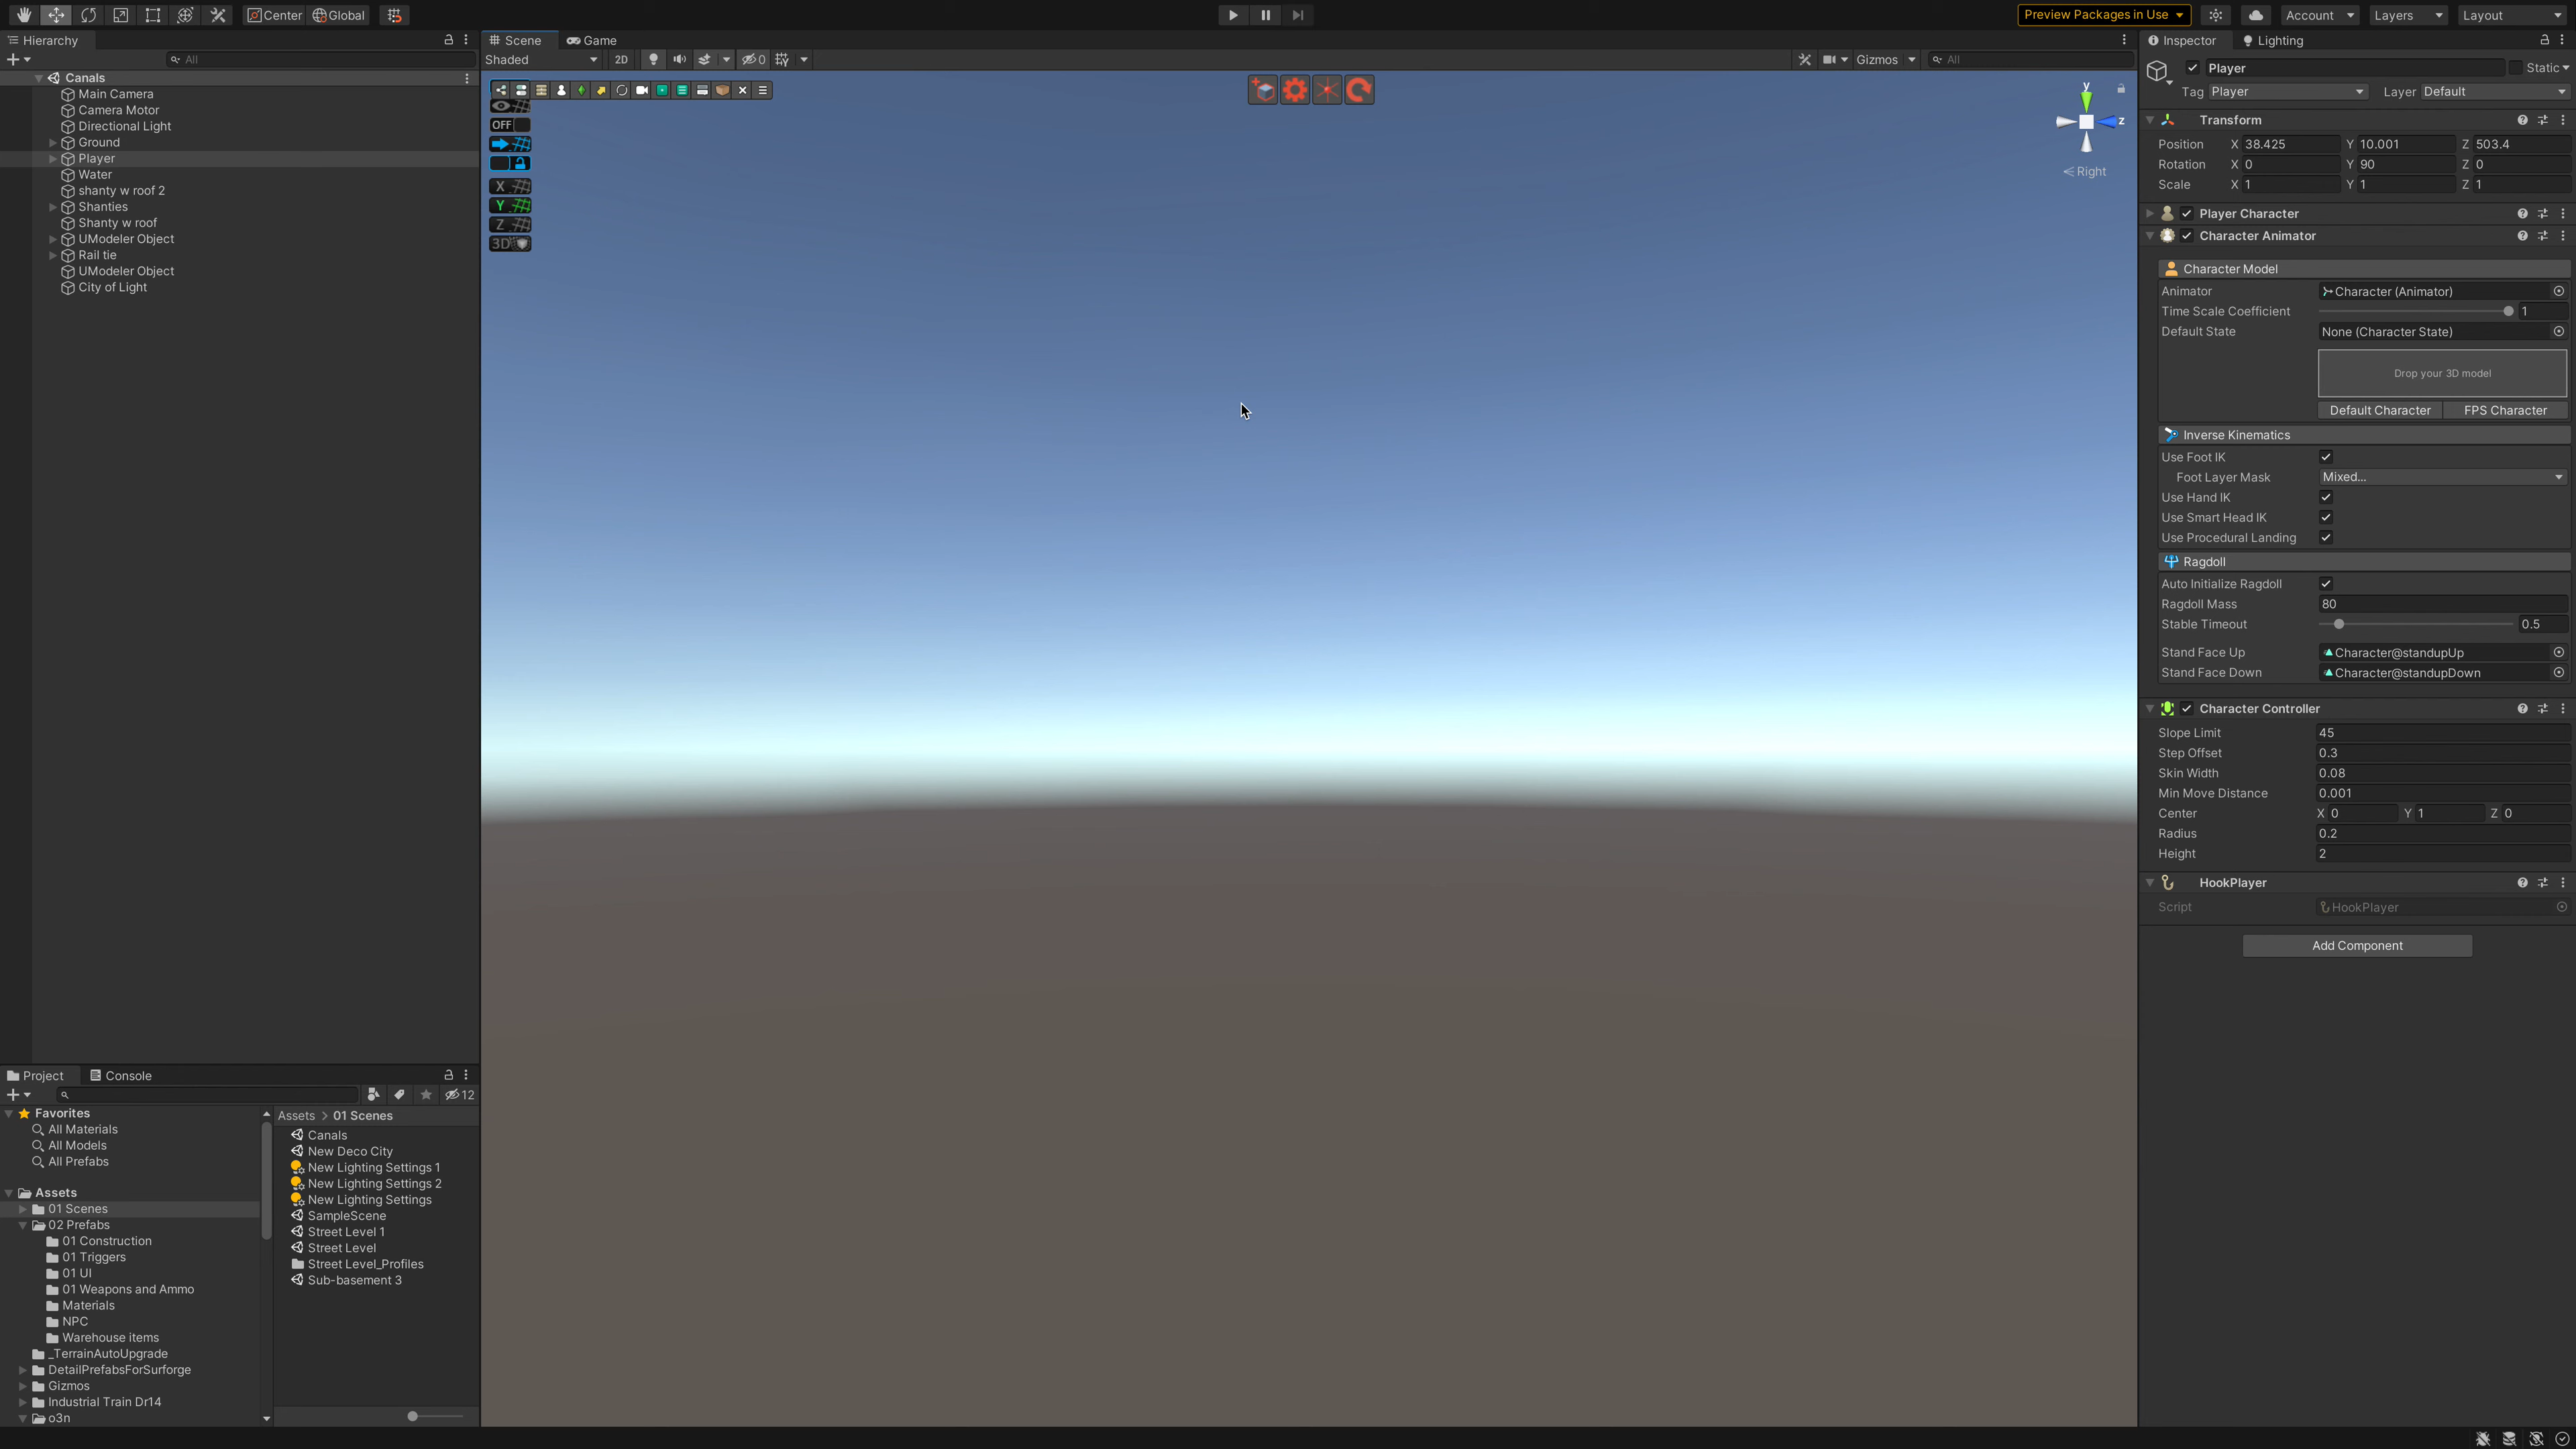 Center Global
Preview Packages in Use
Account
Layers
Layout
Hierarchy
All
Canals
Main Camera
Camera Motor
Directional Light
Ground
Player
Water
shanty w roof 2
Shanties
Shanty w roof
UModeler Object
Rail tie
UModeler Object
City of Light
Scene Game
Shaded 2D 0 Gizmos All
OFF
X
Y
Z
3D
y
z
Right
Project Console
12
Favorites
All Materials
All Models
All Prefabs
Assets
01 Scenes
02 Prefabs
01 Construction
01 Triggers
01 UI
01 Weapons and Ammo
Materials
NPC
Warehouse items
_TerrainAutoUpgrade
DetailPrefabsForSurforge
Gizmos
Industrial Train Dr14
o3n
Assets > 01 Scenes
Canals
New Deco City
New Lighting Settings 1
New Lighting Settings 2
New Lighting Settings
SampleScene
Street Level 1
Street Level
Street Level_Profiles
Sub-basement 3
Inspector Lighting
Player Static
Tag Player Layer Default
Transform
Position X 38.425 Y 10.001 Z 503.4
Rotation X 0 Y 90 Z 0
Scale X 1 Y 1 Z 1
Player Character
Character Animator
Character Model
Animator Character (Animator)
Time Scale Coefficient 1
Default State None (Character State)
Drop your 3D model
Default Character FPS Character
Inverse Kinematics
Use Foot IK
Foot Layer Mask Mixed...
Use Hand IK
Use Smart Head IK
Use Procedural Landing
Ragdoll
Auto Initialize Ragdoll
Ragdoll Mass 80
Stable Timeout 0.5
Stand Face Up Character@standupUp
Stand Face Down Character@standupDown
Character Controller
Slope Limit 45
Step Offset 0.3
Skin Width 0.08
Min Move Distance 0.001
Center X 0 Y 1 Z 0
Radius 0.2
Height 2
HookPlayer
Script HookPlayer
Add Component